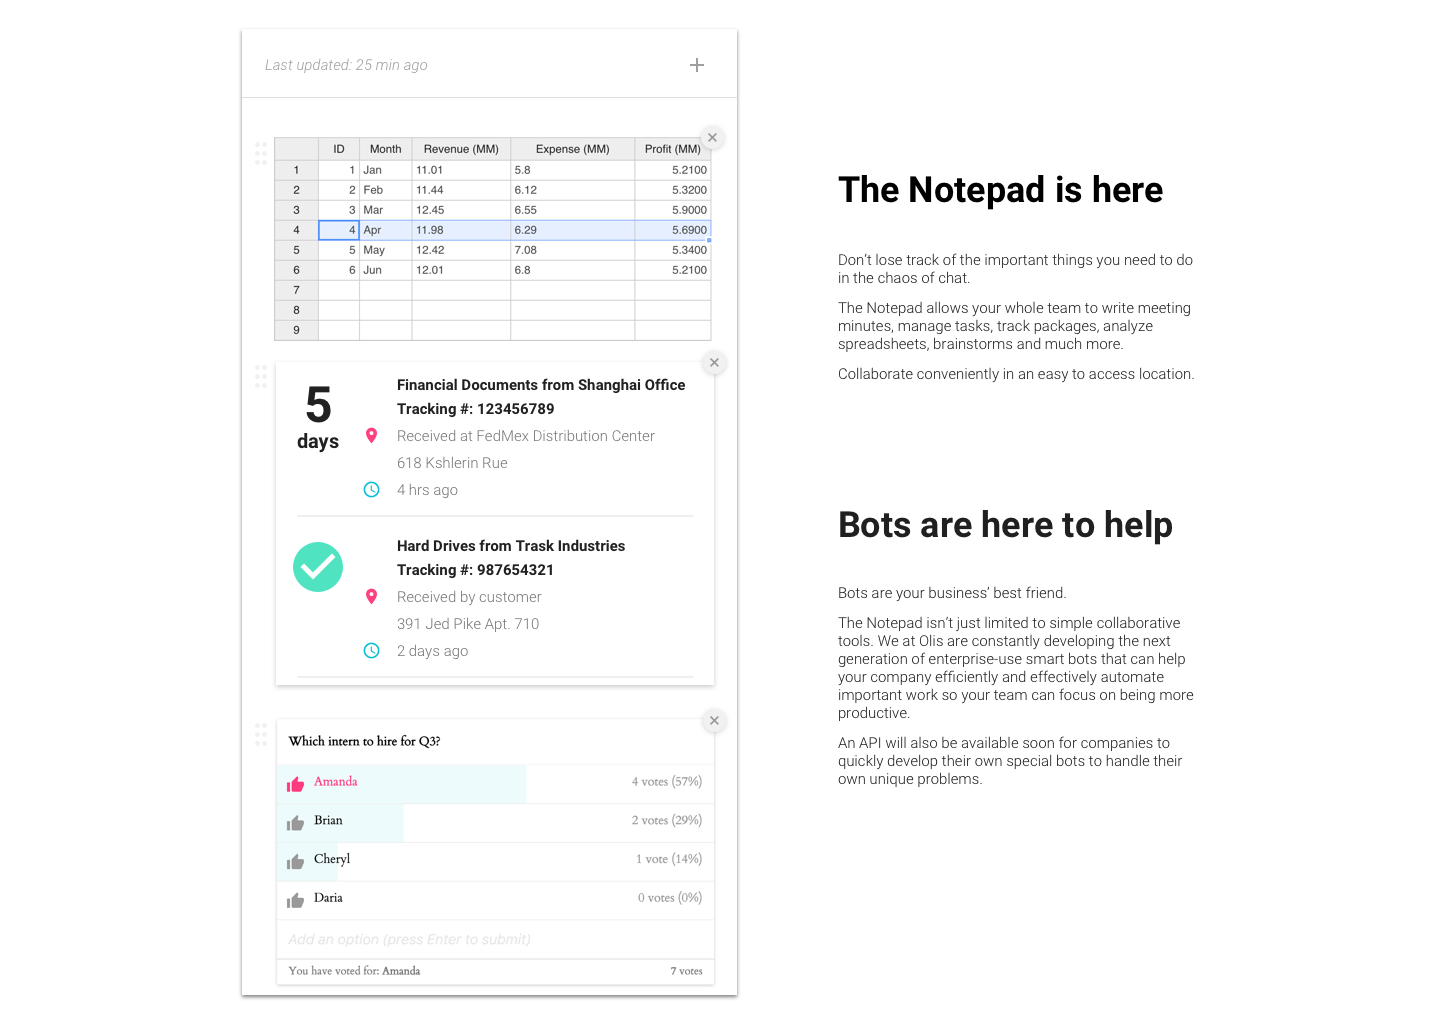 Last updated: 25 min ago
ID Month Revenue (MM) Expense (MM) Profit (MM)
1 1 Jan 11.01 5.8 5.2100
2 2 Feb 11.44 6.12 5.3200
3 3 Mar 12.45 6.55 5.9000
4 4 Apr 11.98 6.29 5.6900
5 5 May 12.42 7.08 5.3400
6 6 Jun 12.01 6.8 5.2100
7
8
9
5
days
Financial Documents from Shanghai Office
Tracking #: 123456789
Received at FedMex Distribution Center
618 Kshlerin Rue
4 hrs ago
Hard Drives from Trask Industries
Tracking #: 987654321
Received by customer
391 Jed Pike Apt. 710
2 days ago
Which intern to hire for Q3?
Amanda 4 votes (57%)
Brian 2 votes (29%)
Cheryl 1 vote (14%)
Daria 0 votes (0%)
Add an option (press Enter to submit)
You have voted for: Amanda 7 votes
The Notepad is here
Don’t lose track of the important things you need to do
in the chaos of chat.
The Notepad allows your whole team to write meeting
minutes, manage tasks, track packages, analyze
spreadsheets, brainstorms and much more.
Collaborate conveniently in an easy to access location.
Bots are here to help
Bots are your business’ best friend.
The Notepad isn’t just limited to simple collaborative
tools. We at Olis are constantly developing the next
generation of enterprise-use smart bots that can help
your company efficiently and effectively automate
important work so your team can focus on being more
productive.
An API will also be available soon for companies to
quickly develop their own special bots to handle their
own unique problems.